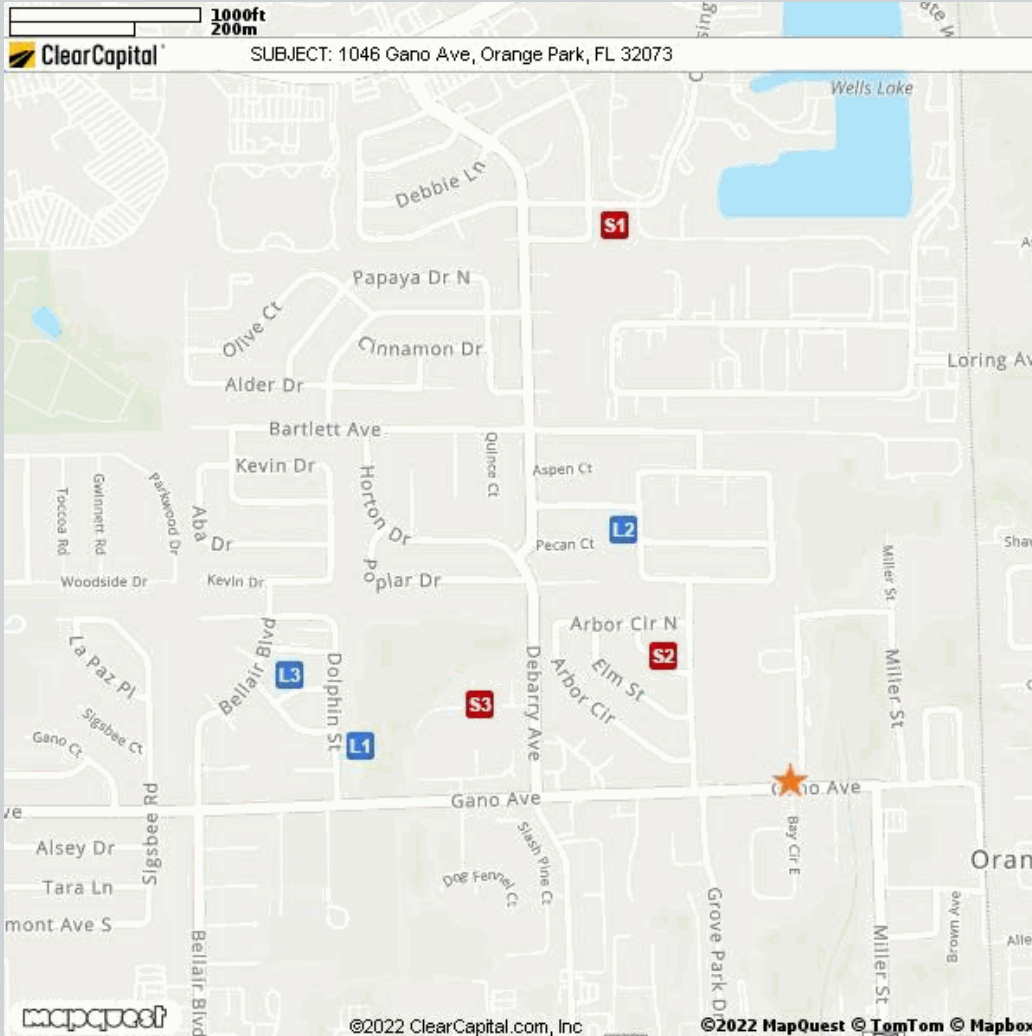 1000ft
200m
ClearCapital
SUBJECT: 1046 Gano Ave, Orange Park, FL 32073
Wells Lake
Debbie Ln
S1
Papaya Dr N
Olive Ct
Cinnamon Dr
Loring Av
Alder Dr
Bartlett Ave
Quince Ct
Kevin Dr
Aspen Ct
Horton Dr
Parkwood Dr
Gwinnett Rd
Toccoa Rd
Aba Dr
L2
Pecan Ct
Shaw
Miller St
Woodside Dr
Kevin Dr
Poplar Dr
Arbor Cir N
La Paz Pl
Bellair Blvd
L3
Dolphin St
S3
Debarry Ave
Arbor Cir
Elm St
S2
Miller St
Sigsbee Ct
Gano Ct
L1
Gano Ave
ve
Alsey Dr
Sigsbee Rd
Tara Ln
mont Ave S
Bellair Blvd
Dog Fennel Ct
Slash Pine Ct
Grove Park Dr
Bay Cir E
Miller St
Oran
Brown Ave
Alle
mapquest
©2022 ClearCapital.com, Inc
©2022 MapQuest © TomTom © Mapbox